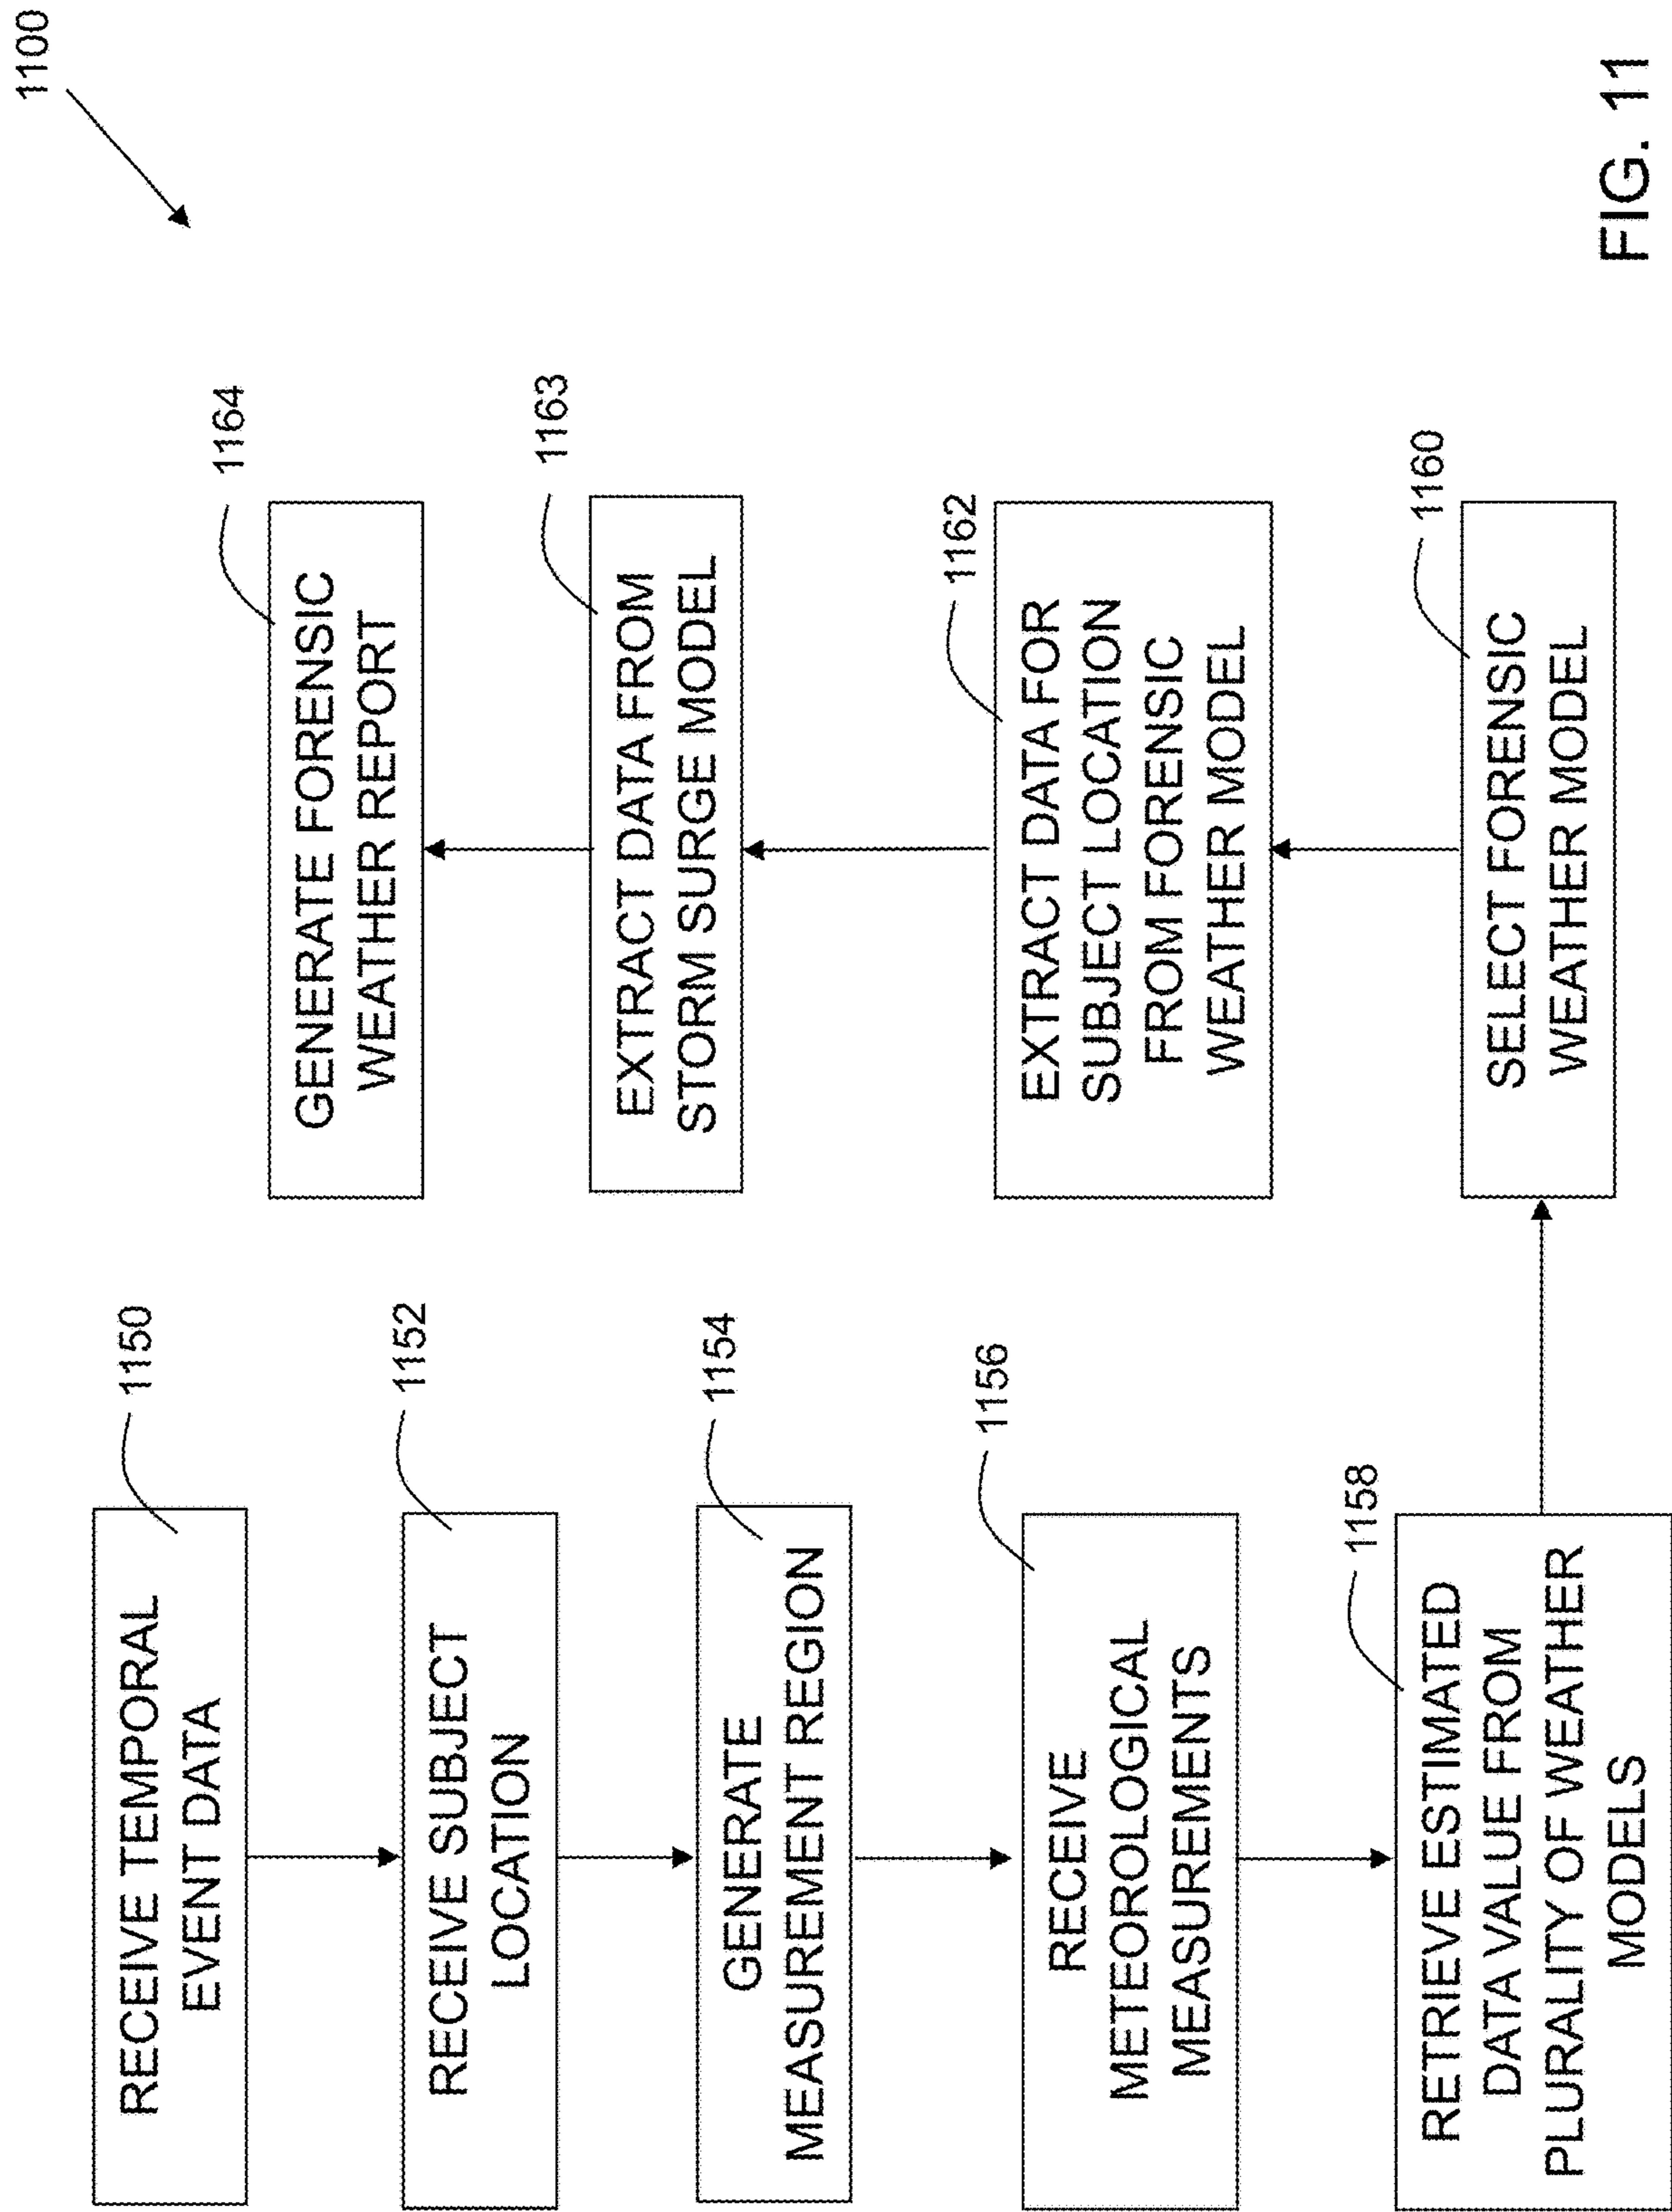 1100
1150
RECEIVE TEMPORAL
EVENT DATA
1152
RECEIVE SUBJECT
LOCATION
1154
GENERATE
MEASUREMENT REGION
1156
RECEIVE
METEOROLOGICAL
MEASUREMENTS
1158
RETRIEVE ESTIMATED
DATA VALUE FROM
PLURALITY OF WEATHER
MODELS
1160
SELECT FORENSIC
WEATHER MODEL
1162
EXTRACT DATA FOR
SUBJECT LOCATION
FROM FORENSIC
WEATHER MODEL
1163
EXTRACT DATA FROM
STORM SURGE MODEL
1164
GENERATE FORENSIC
WEATHER REPORT
FIG. 11